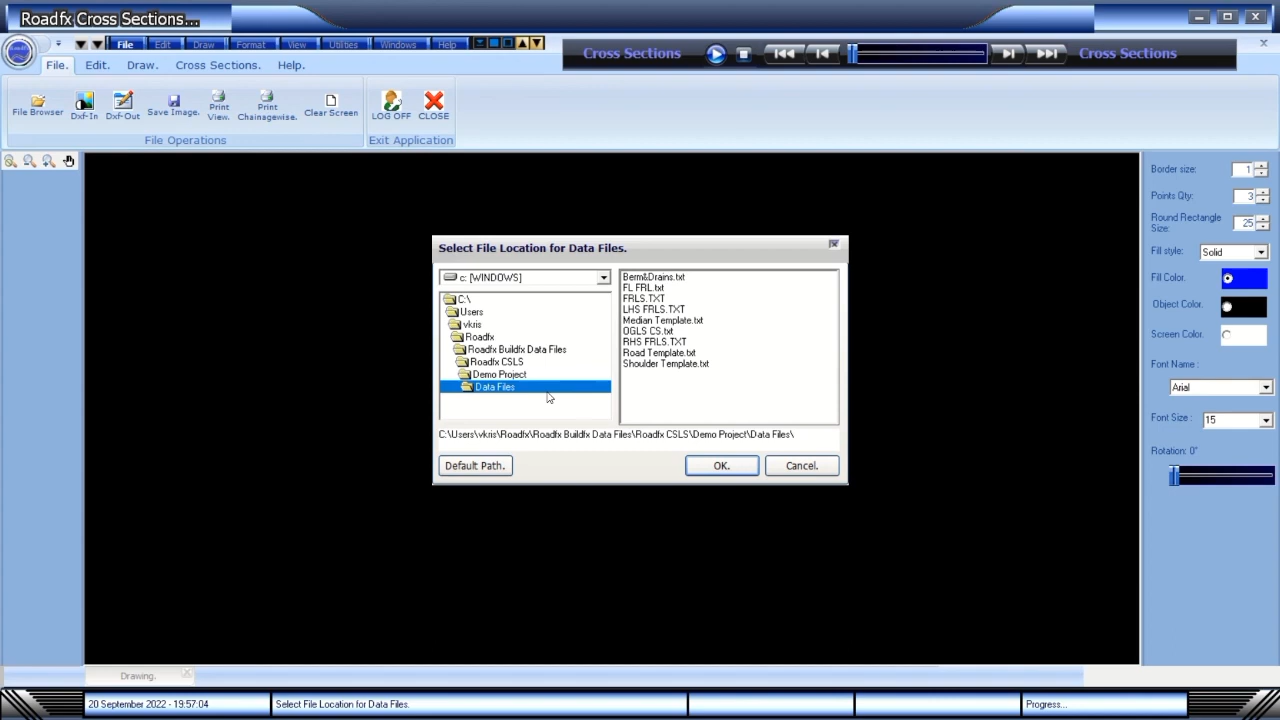 Roadfx Cross Sections...
File Edit Draw Format View Utilities Windows Help
Cross Sections Cross Sections
File. Edit. Draw. Cross Sections. Help.
File Browser Dxf-In Dxf-Out Save Image. Print View. Print Chainagewise. Clear Screen LOG OFF CLOSE
File Operations Exit Application
Border size: 1
Points Qty: 3
Round Rectangle
Size: 25
Fill style: Solid
Fill Color.
Object Color.
Screen Color.
Font Name :
Arial
Font Size : 15
Rotation: 0°
Select File Location for Data Files.
c: [WINDOWS]
C:\
Users
vkris
Roadfx
Roadfx Buildfx Data Files
Roadfx CSLS
Demo Project
Data Files
Berm&Drains.txt
FL FRL.txt
FRLS.TXT
LHS FRLS.TXT
Median Template.txt
OGLS CS.txt
RHS FRLS.TXT
Road Template.txt
Shoulder Template.txt
C:\Users\vkris\Roadfx\Roadfx Buildfx Data Files\Roadfx CSLS\Demo Project\Data Files\
Default Path. OK. Cancel.
Drawing.
20 September 2022 - 19:57:04 Select File Location for Data Files. Progress...